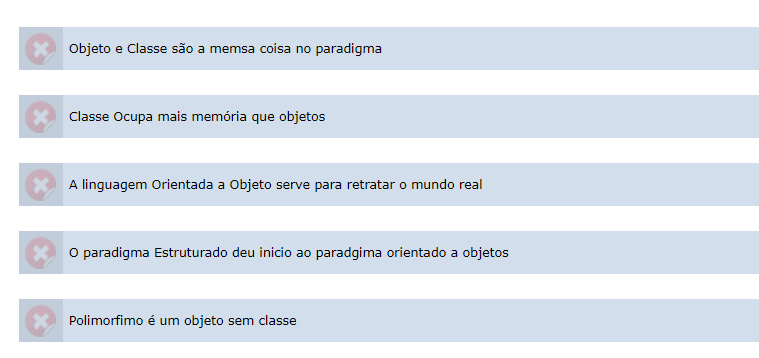 Objeto e Classe são a memsa coisa no paradigma
Classe Ocupa mais memória que objetos
A linguagem Orientada a Objeto serve para retratar o mundo real
O paradigma Estruturado deu inicio ao paradgima orientado a objetos
Polimorfimo é um objeto sem classe